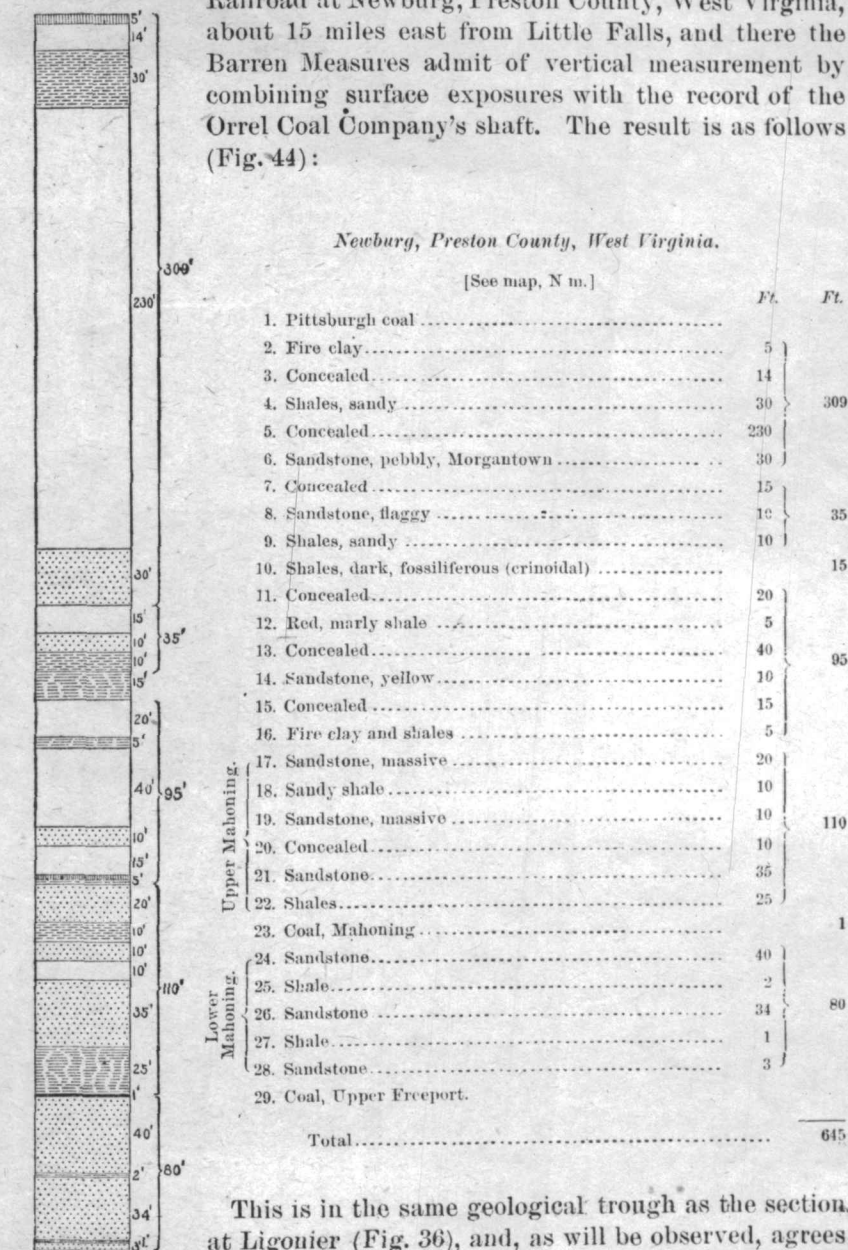 Railroad at Newburg, Preston County, West Virginia,
about 15 miles east from Little Falls, and there the
Barren Measures admit of vertical measurement by
combining surface exposures with the record of the
Orrel Coal Company's shaft. The result is as follows
(Fig. 44):
Newburg, Preston County, West Virginia.
[See map, N m.]
Ft. Ft.
1. Pittsburgh coal
2. Fire clay 5
3. Concealed 14
4. Shales, sandy 30 309
5. Concealed 230
6. Sandstone, pebbly, Morgantown 30
7. Concealed 15
8. Sandstone, flaggy 10 35
9. Shales, sandy 10
10. Shales, dark, fossiliferous (crinoidal) 15
11. Concealed 20
12. Red, marly shale 5
13. Concealed 40
95
14. Sandstone, yellow 10
15. Concealed 15
16. Fire clay and shales 5
Upper Mahoning.
17. Sandstone, massive 20
18. Sandy shale 10
19. Sandstone, massive 10 110
20. Concealed 10
21. Sandstone 35
22. Shales 25
23. Coal, Mahoning 1
Lower
Mahoning.
24. Sandstone 40
25. Shale 2
26. Sandstone 34 80
27. Shale 1
28. Sandstone 3
29. Coal, Upper Freeport.
Total 645
This is in the same geological trough as the section
at Ligonier (Fig. 36), and, as will be observed, agrees
5'
14'
30'
309'
230'
30'
15'
35'
10'
10'
15'
20'
5'
40'
95'
10'
15'
5'
20'
10'
10'
10'
110'
35'
25'
1'
40'
80'
2'
34'